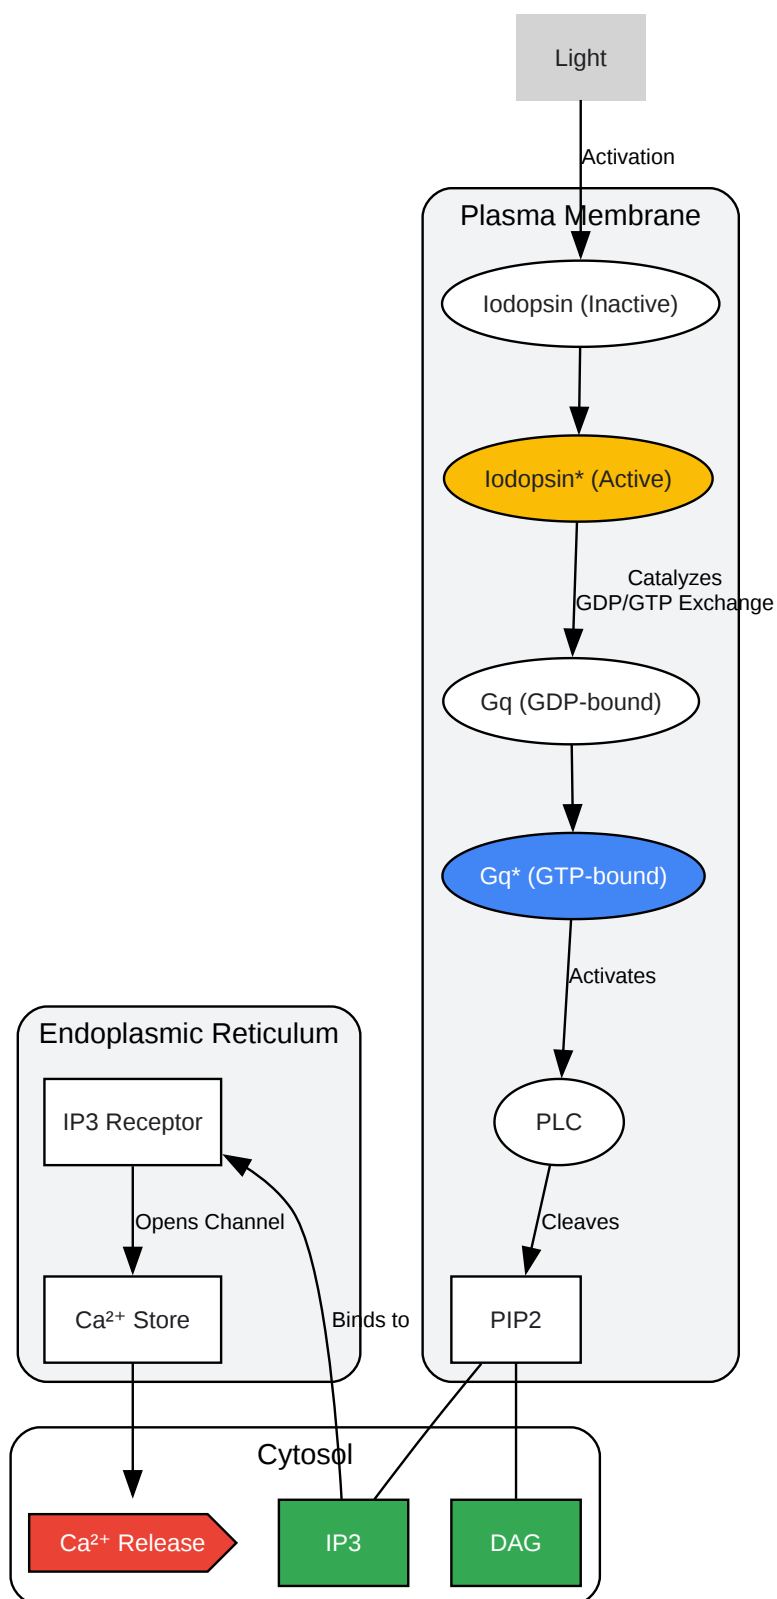 Light
Activation
Plasma Membrane
Iodopsin (Inactive)
Iodopsin* (Active)
Catalyzes
GDP/GTP Exchange
Gq (GDP-bound)
Gq* (GTP-bound)
Activates
Endoplasmic Reticulum
IP3 Receptor
PLC
Opens Channel
Cleaves
Ca²⁺ Store
Binds to
PIP2
Cytosol
Ca²⁺ Release
IP3
DAG